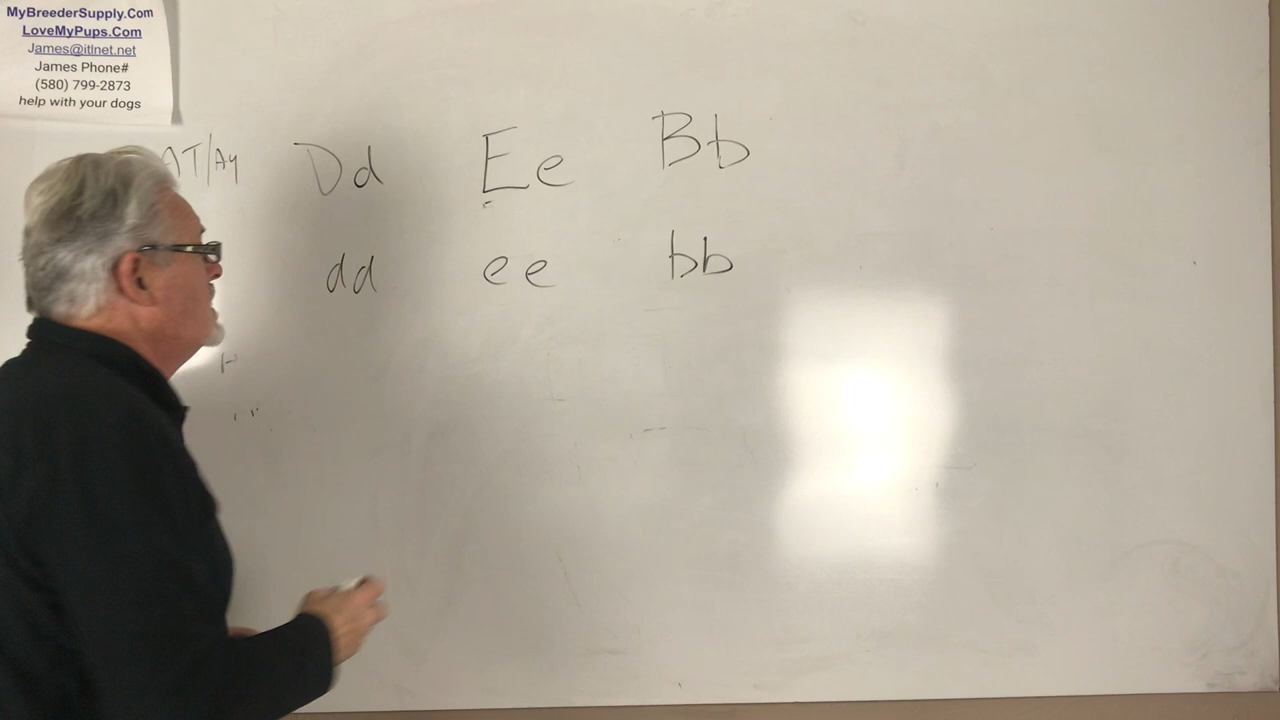 MyBreederSupply.Com
LoveMyPups.Com
James@itlnet.net
James Phone#
(580) 799-2873
help with your dogs
AT/Ay Dd Ee Bb
dd ee bb